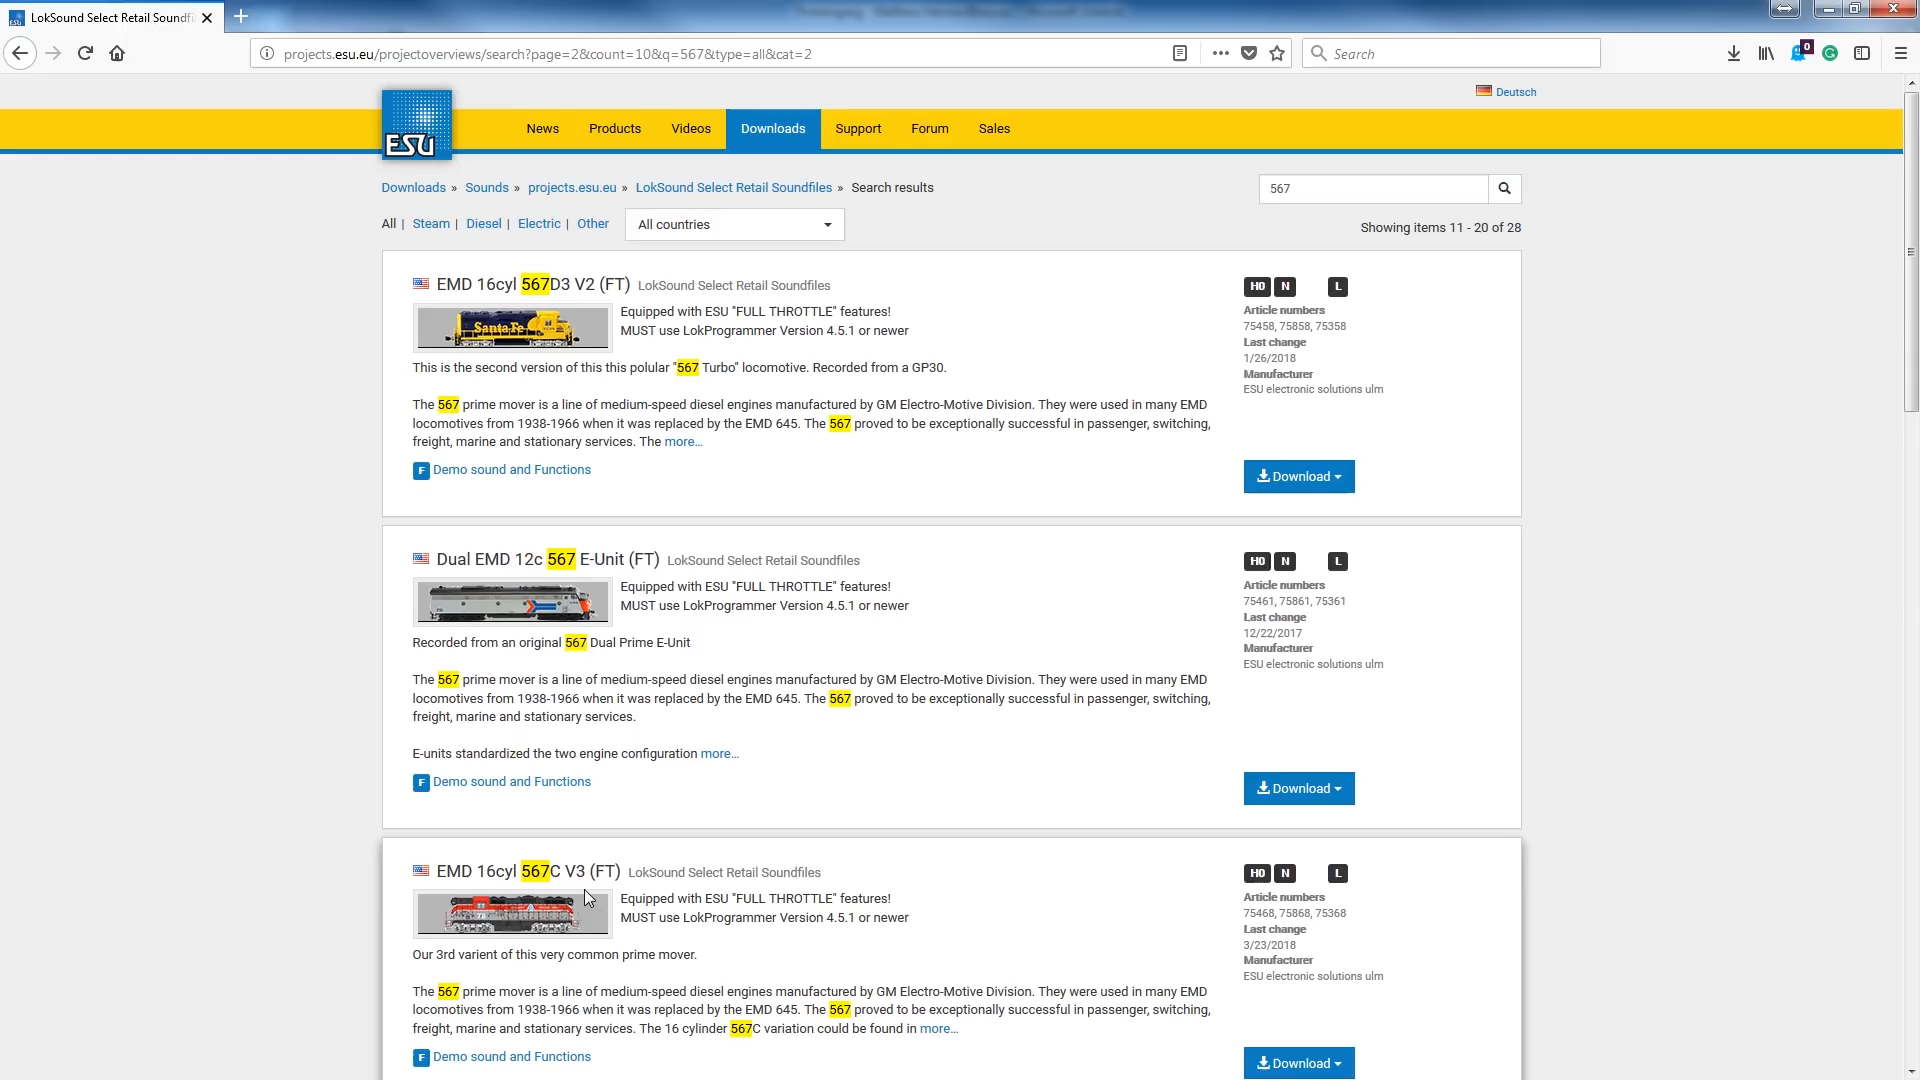 LokSound Select Retail Soundfi
projects.esu.eu/projectoverviews/search?page=2&count=10&q=567&type=all&cat=2
Search
0
Deutsch
ESU
News
Products
Videos
Downloads
Support
Forum
Sales
Downloads » Sounds » projects.esu.eu » LokSound Select Retail Soundfiles » Search results
567
All | Steam | Diesel | Electric | Other
All countries
Showing items 11 - 20 of 28
EMD 16cyl 567D3 V2 (FT) LokSound Select Retail Soundfiles
Santa Fe
Equipped with ESU "FULL THROTTLE" features!
MUST use LokProgrammer Version 4.5.1 or newer
This is the second version of this this polular "567 Turbo" locomotive. Recorded from a GP30.
The 567 prime mover is a line of medium-speed diesel engines manufactured by GM Electro-Motive Division. They were used in many EMD
locomotives from 1938-1966 when it was replaced by the EMD 645. The 567 proved to be exceptionally successful in passenger, switching,
freight, marine and stationary services. The more...
F Demo sound and Functions
H0 N L
Article numbers
75458, 75858, 75358
Last change
1/26/2018
Manufacturer
ESU electronic solutions ulm
Download
Dual EMD 12c 567 E-Unit (FT) LokSound Select Retail Soundfiles
Equipped with ESU "FULL THROTTLE" features!
MUST use LokProgrammer Version 4.5.1 or newer
Recorded from an original 567 Dual Prime E-Unit
The 567 prime mover is a line of medium-speed diesel engines manufactured by GM Electro-Motive Division. They were used in many EMD
locomotives from 1938-1966 when it was replaced by the EMD 645. The 567 proved to be exceptionally successful in passenger, switching,
freight, marine and stationary services.
E-units standardized the two engine configuration more...
F Demo sound and Functions
H0 N L
Article numbers
75461, 75861, 75361
Last change
12/22/2017
Manufacturer
ESU electronic solutions ulm
Download
EMD 16cyl 567C V3 (FT) LokSound Select Retail Soundfiles
Equipped with ESU "FULL THROTTLE" features!
MUST use LokProgrammer Version 4.5.1 or newer
Our 3rd varient of this very common prime mover.
The 567 prime mover is a line of medium-speed diesel engines manufactured by GM Electro-Motive Division. They were used in many EMD
locomotives from 1938-1966 when it was replaced by the EMD 645. The 567 proved to be exceptionally successful in passenger, switching,
freight, marine and stationary services. The 16 cylinder 567C variation could be found in more...
F Demo sound and Functions
H0 N L
Article numbers
75468, 75868, 75368
Last change
3/23/2018
Manufacturer
ESU electronic solutions ulm
Download